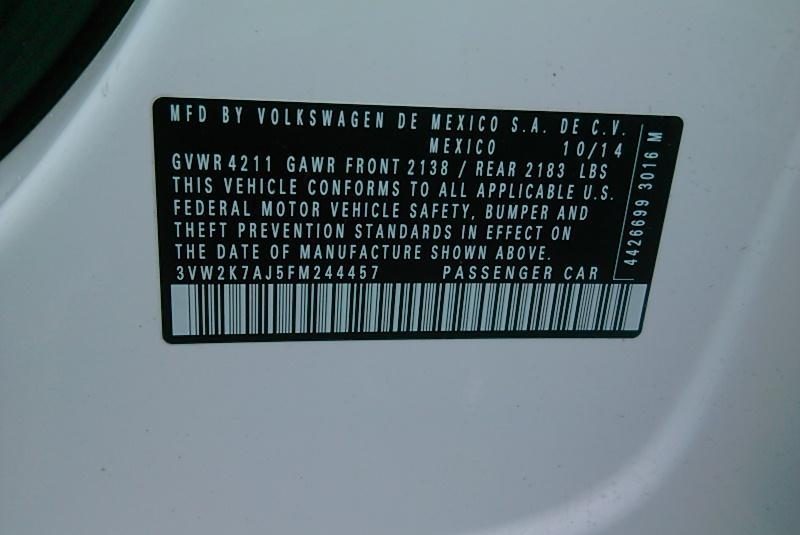 MFD BY VOLKSWAGEN DE MEXICO S.A. DE C.V.
MEXICO 10/14
GVWR 4211 GAWR FRONT 2138 / REAR 2183 LBS
THIS VEHICLE CONFORMS TO ALL APPLICABLE U.S.
FEDERAL MOTOR VEHICLE SAFETY, BUMPER AND
THEFT PREVENTION STANDARDS IN EFFECT ON
THE DATE OF MANUFACTURE SHOWN ABOVE.
3VW2K7AJ5FM244457 PASSENGER CAR
4426699 3016 M